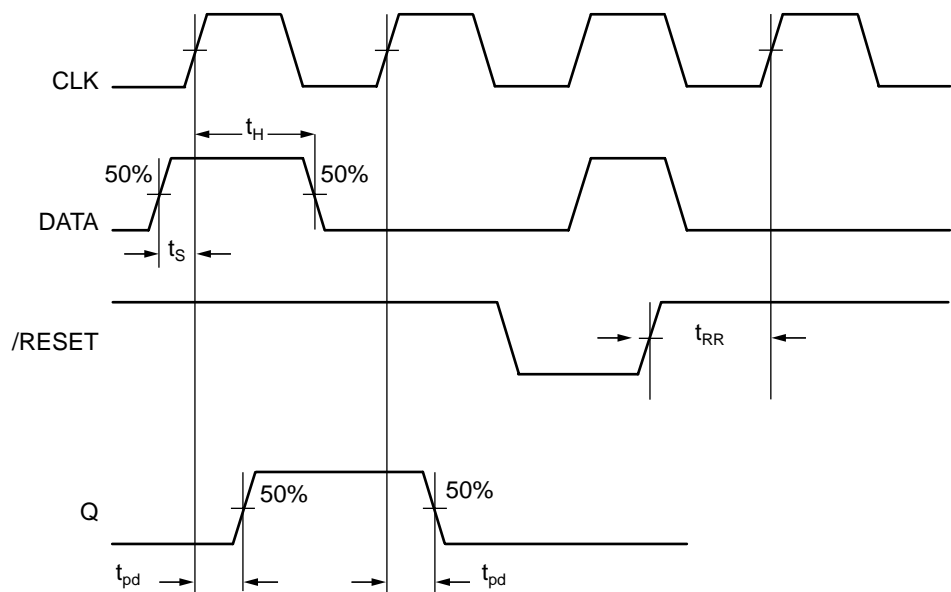 CLK
t_H
50% 50%
DATA
t_S
/RESET
t_RR
50% 50%
Q
t_pd t_pd